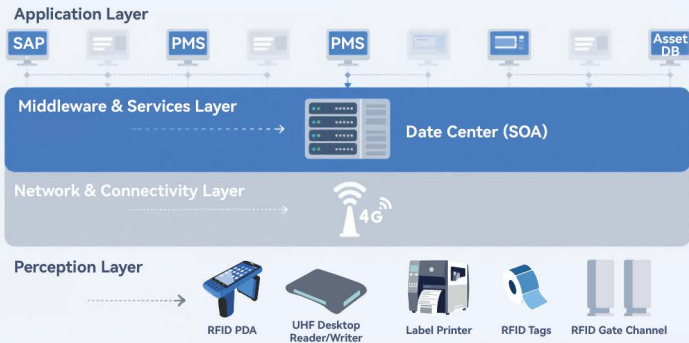 Application Layer
SAP
PMS
PMS
Asset
DB
Middleware & Services Layer
Date Center (SOA)
Network & Connectivity Layer
4G
Perception Layer
RFID PDA
UHF Desktop
Reader/Writer
Label Printer
RFID Tags
RFID Gate Channel